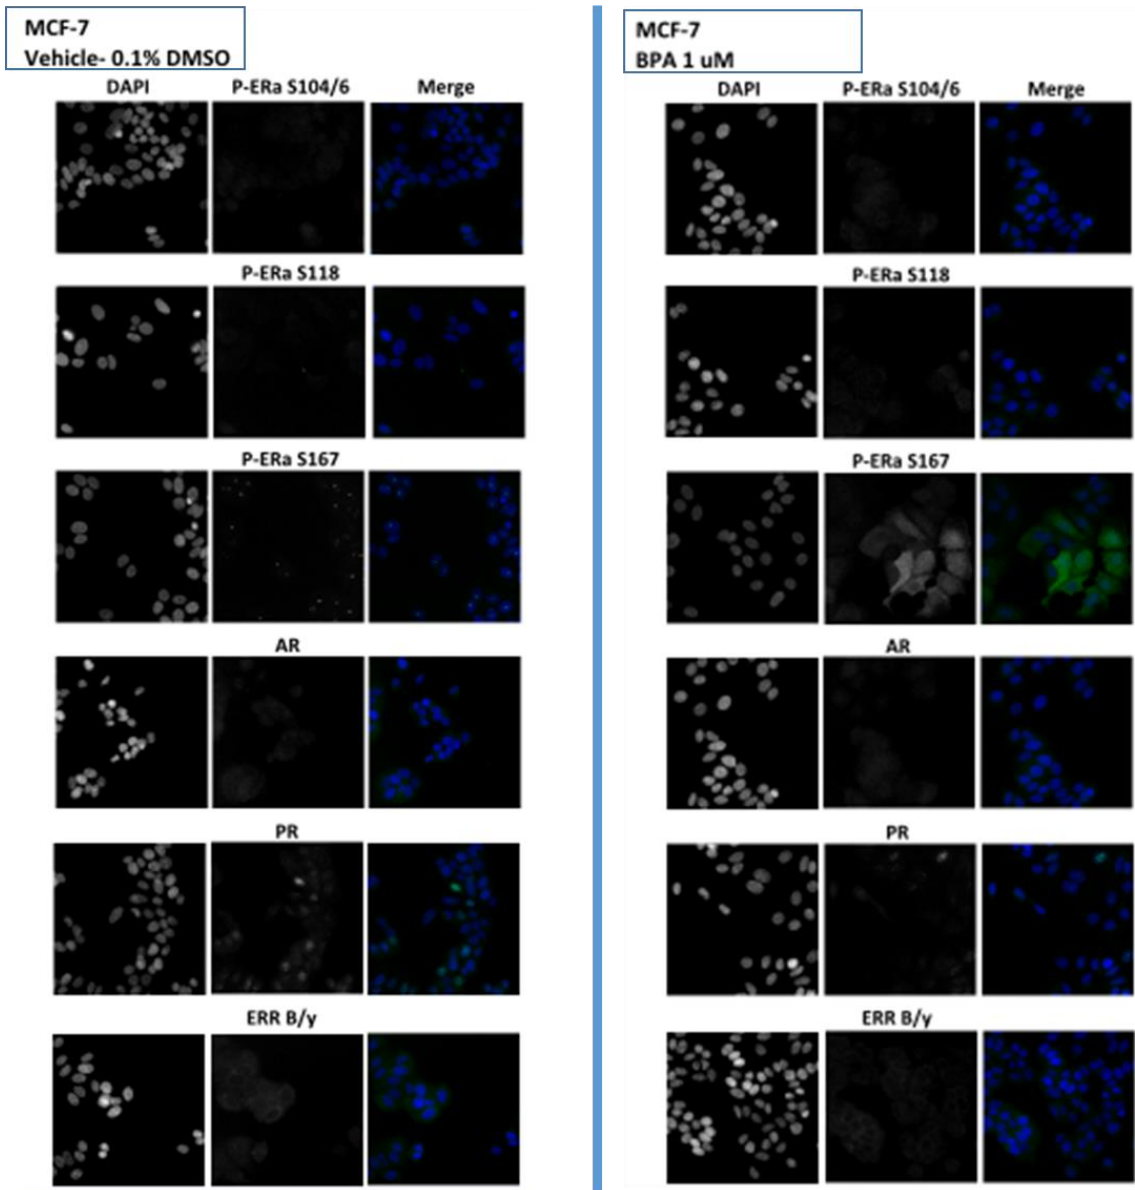 MCF-7
Vehicle- 0.1% DMSO
DAPI P-ERa S104/6 Merge
P-ERa S118
P-ERa S167
AR
PR
ERR B/y
MCF-7
BPA 1 uM
DAPI P-ERa S104/6 Merge
P-ERa S118
P-ERa S167
AR
PR
ERR B/y